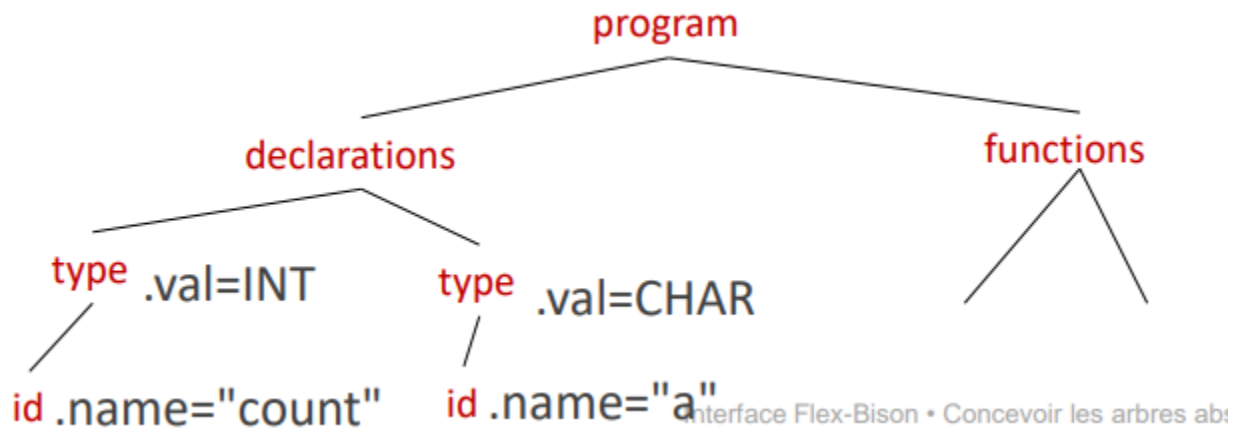 program
declarations
functions
type .val=INT
type .val=CHAR
id .name="count"
id .name="a"
nterface Flex-Bison • Concevoir les arbres abs